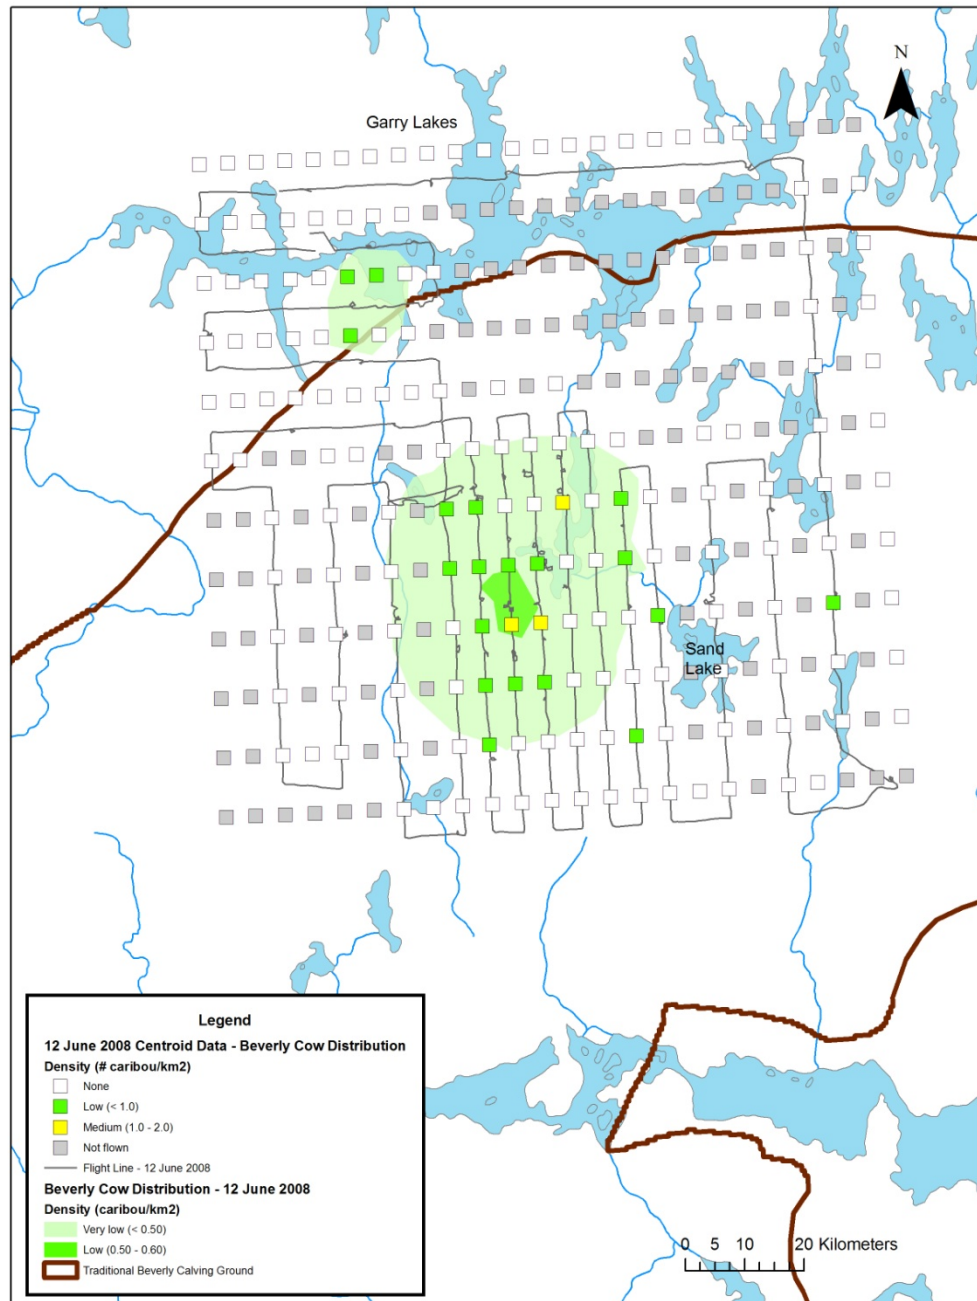 N
Garry Lakes
Sand
Lake
Legend
12 June 2008 Centroid Data - Beverly Cow Distribution
Density (# caribou/km2)
None
Low (< 1.0)
Medium (1.0 - 2.0)
Not flown
Flight Line - 12 June 2008
Beverly Cow Distribution - 12 June 2008
Density (caribou/km2)
Very low (< 0.50)
Low (0.50 - 0.60)
Traditional Beverly Calving Ground
0 5 10 20 Kilometers